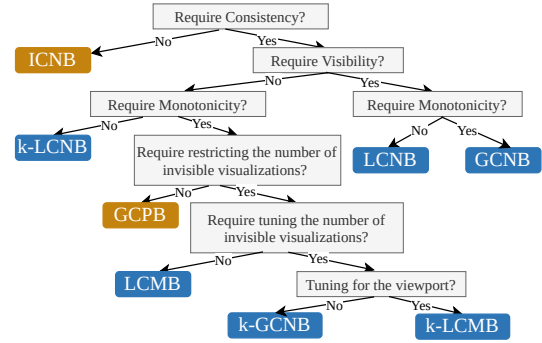 Require Consistency?
No
Yes
ICNB
Require Visibility?
No
Yes
Require Monotonicity?
Require Monotonicity?
No
Yes
No
Yes
k-LCNB
Require restricting the number of
invisible visualizations?
LCNB
GCNB
No
Yes
GCPB
Require tuning the number of
invisible visualizations?
No
Yes
LCMB
Tuning for the viewport?
No
Yes
k-GCNB
k-LCMB